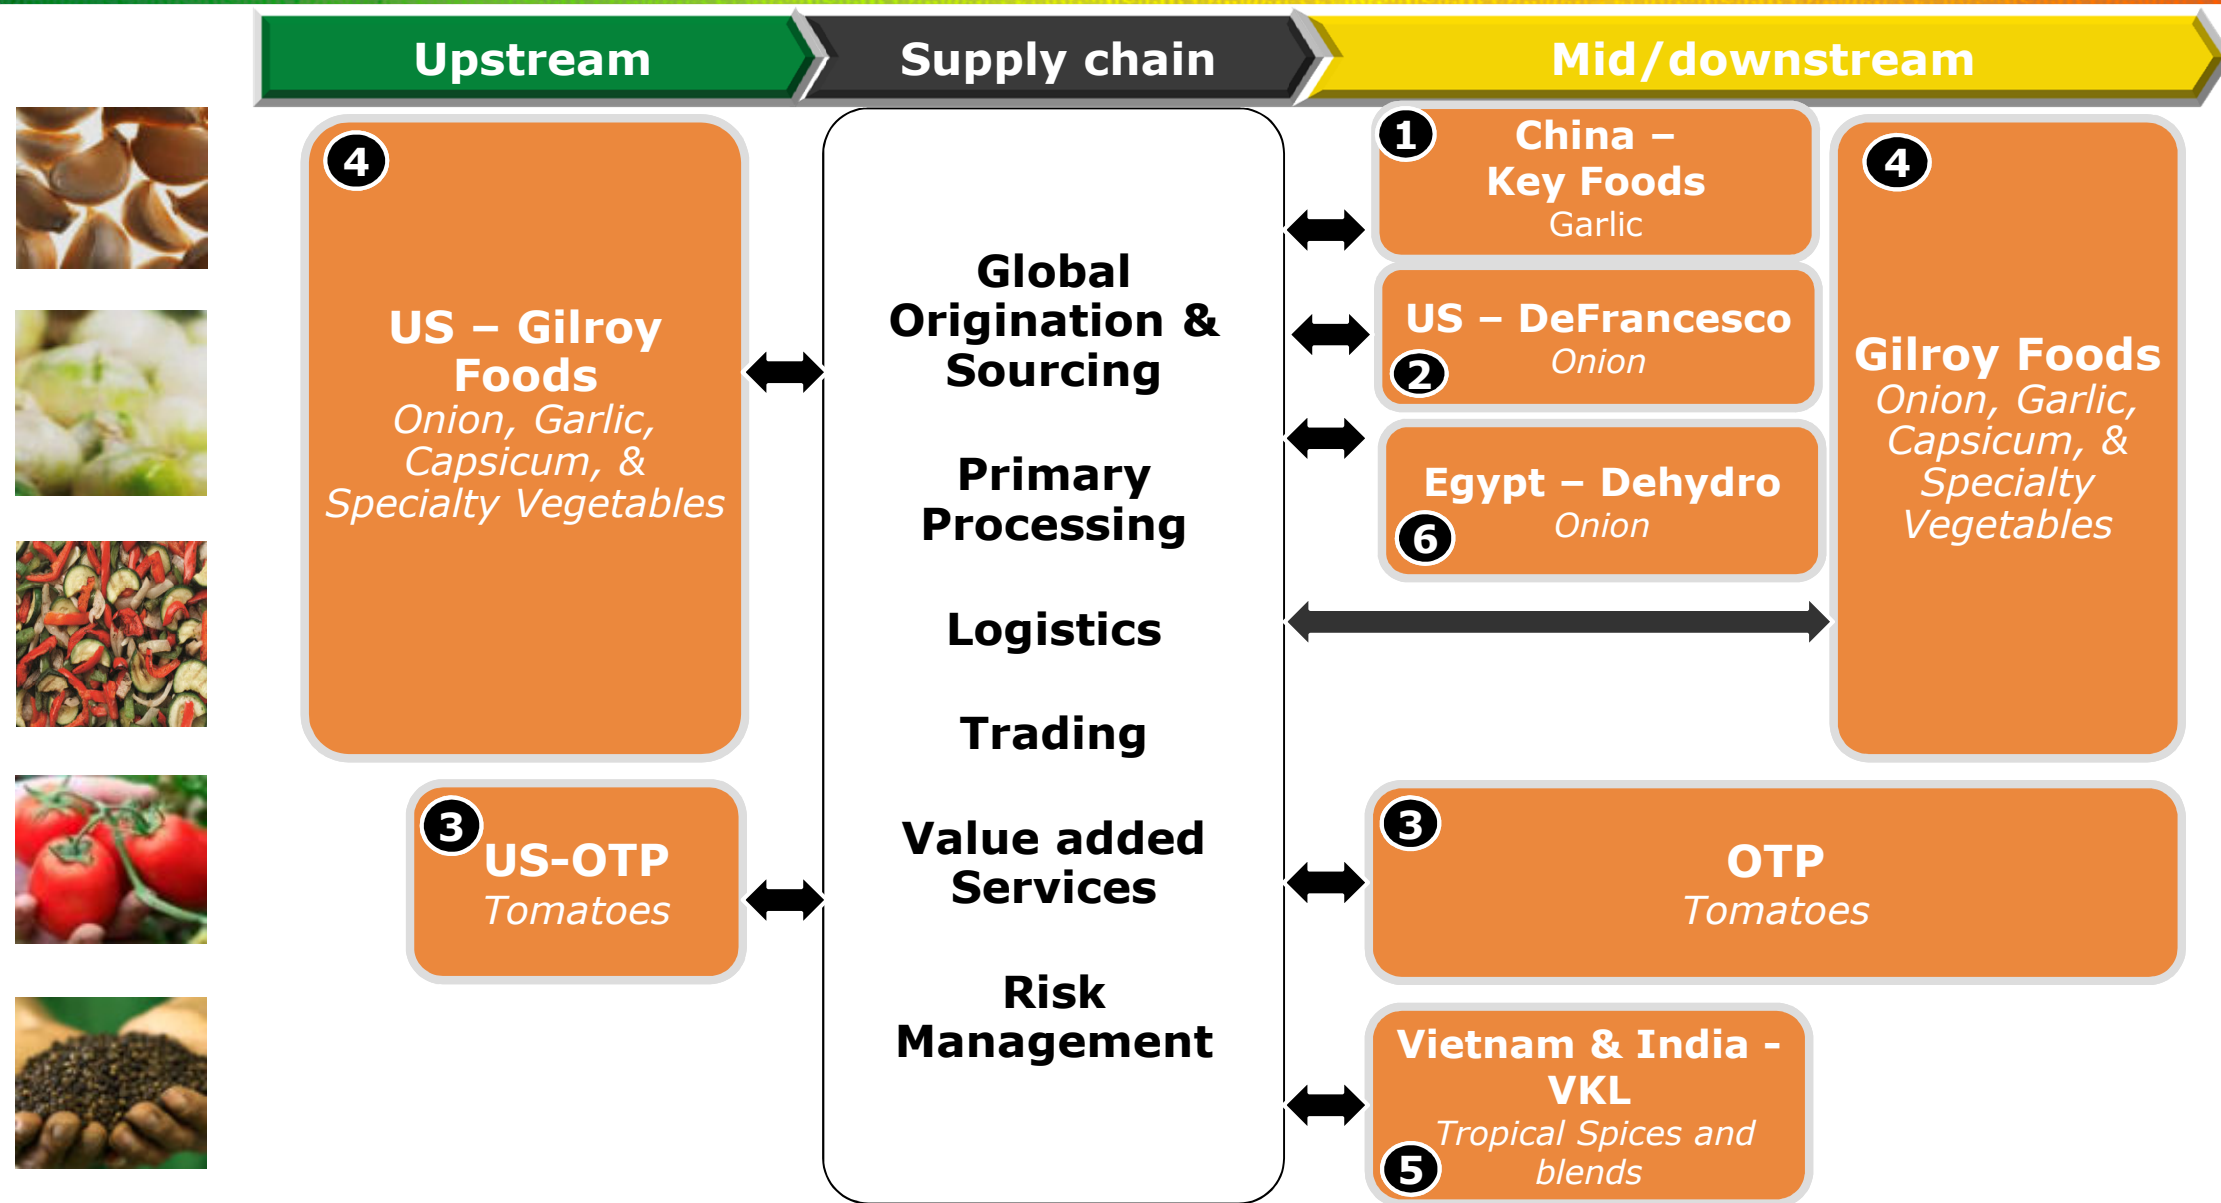 Upstream
Supply chain
Mid/downstream
4
US – Gilroy
Foods
Onion, Garlic,
Capsicum, &
Specialty Vegetables
3
US-OTP
Tomatoes
Global
Origination &
Sourcing
Primary
Processing
Logistics
Trading
Value added
Services
Risk
Management
1
China –
Key Foods
Garlic
US – DeFrancesco
Onion
2
Egypt – Dehydro
Onion
6
4
Gilroy Foods
Onion, Garlic,
Capsicum, &
Specialty
Vegetables
3
OTP
Tomatoes
Vietnam & India -
VKL
Tropical Spices and
blends
5